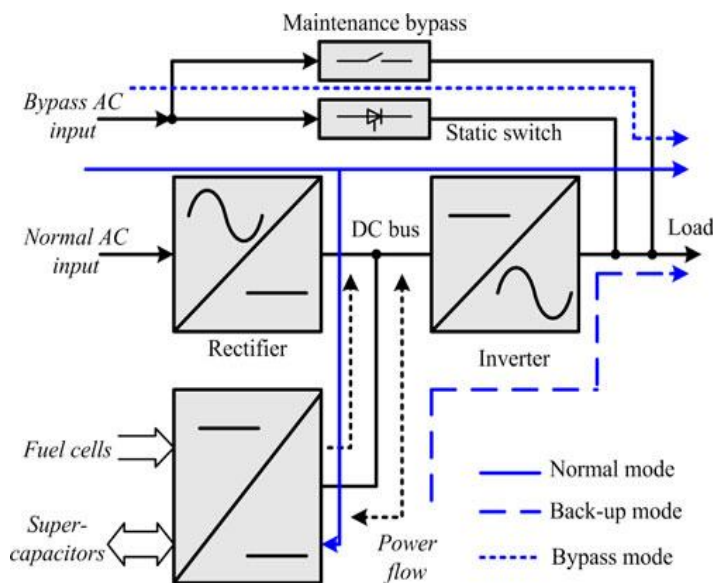 Maintenance bypass
Bypass AC
input
Static switch
Normal AC
input
DC bus
Load
Rectifier
Inverter
Fuel cells
Super-
capacitors
Power
flow
Normal mode
Back-up mode
Bypass mode